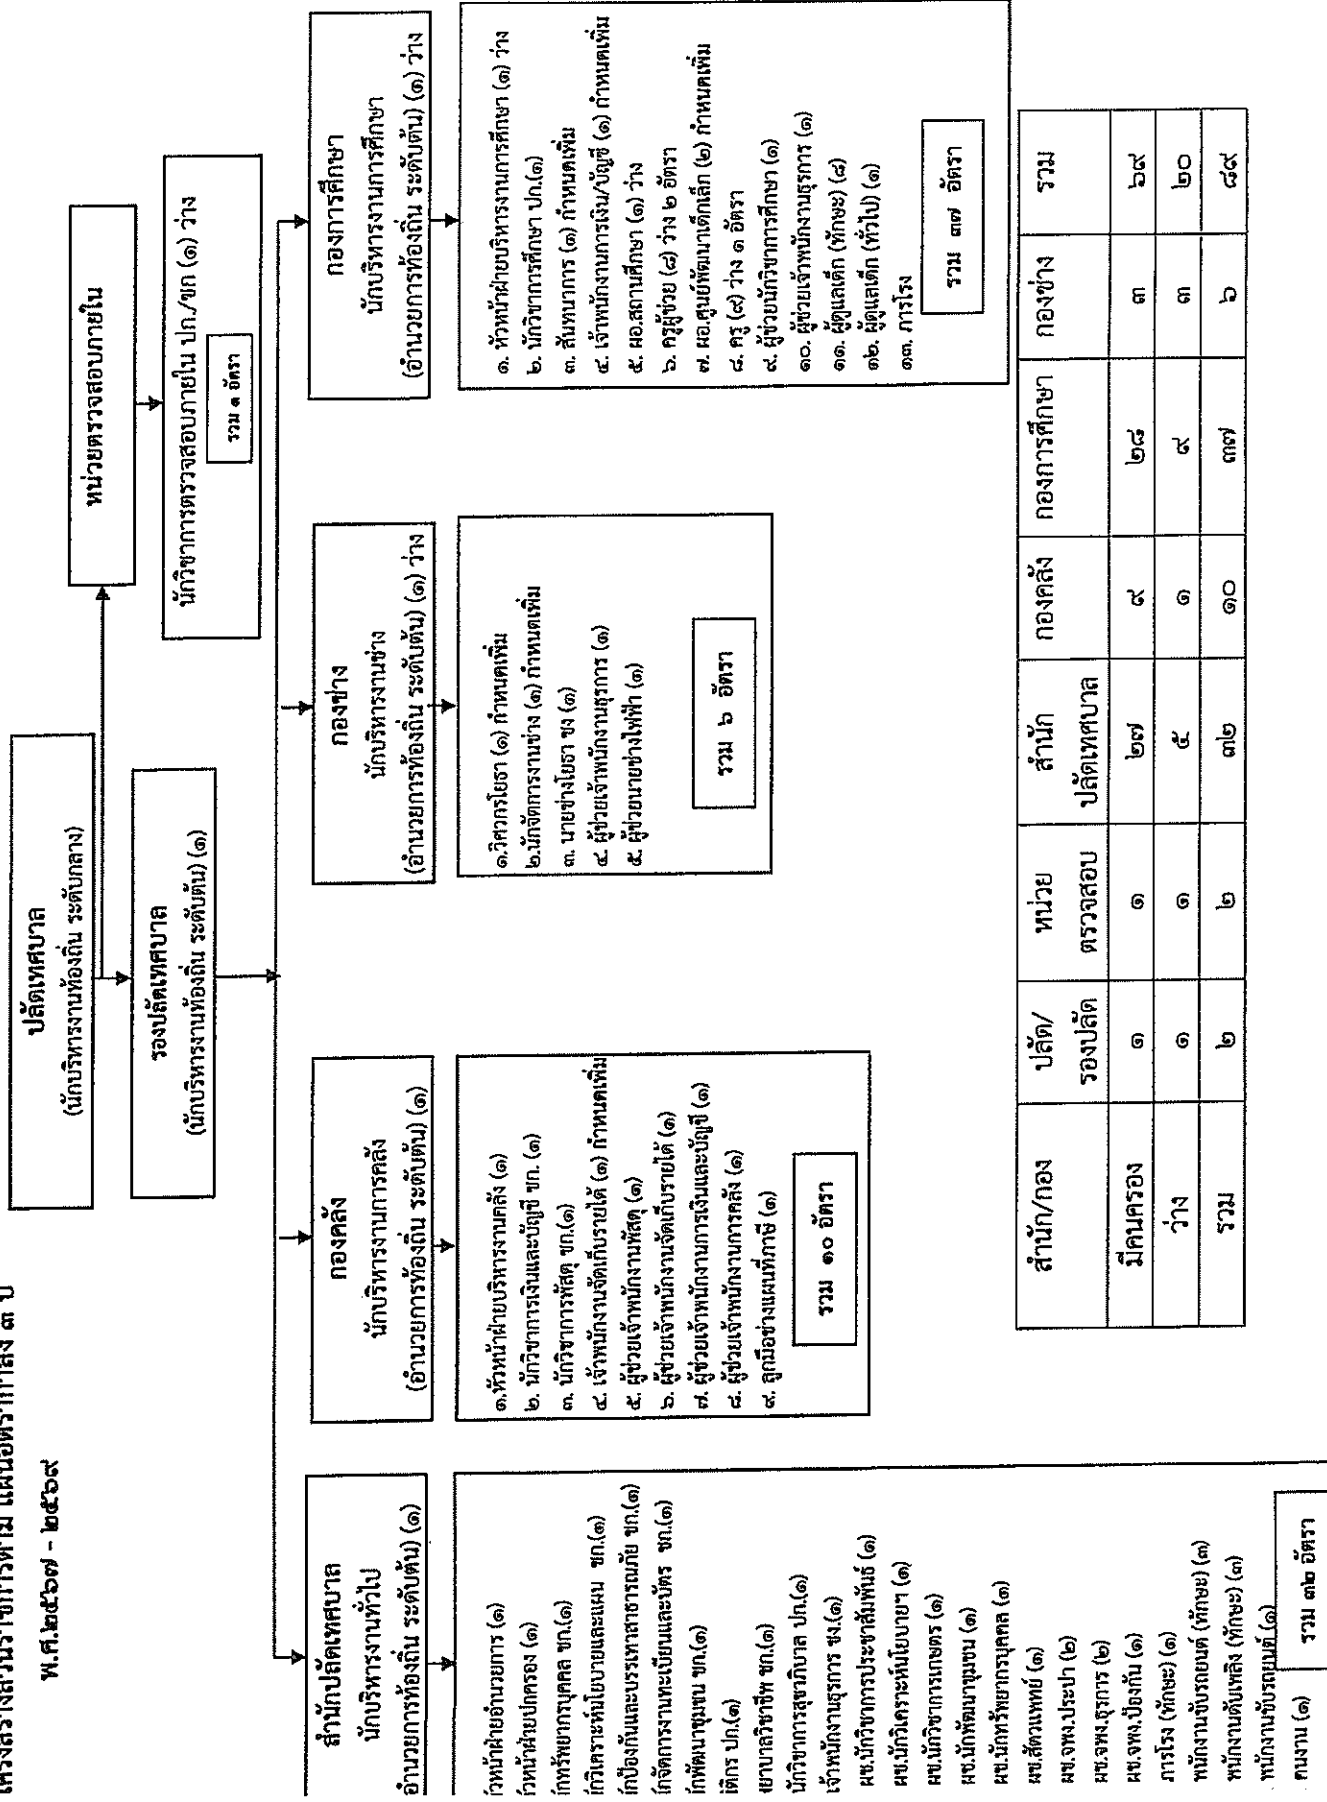 โครงสร้างส่วนราชการตาม แผนอัตรากำลัง ๓ ปี
พ.ศ.๒๕๖๗ - ๒๕๖๙
ปลัดเทศบาล
(นักบริหารงานท้องถิ่น ระดับกลาง)
รองปลัดเทศบาล
(นักบริหารงานท้องถิ่น ระดับต้น) (๑)
หน่วยตรวจสอบภายใน
นักวิชาการตรวจสอบภายใน ปก./ชก (๑) ว่าง
รวม ๑ อัตรา
สำนักปลัดเทศบาล
นักบริหารงานทั่วไป
อำนวยการท้องถิ่น ระดับต้น) (๑)
หัวหน้าฝ่ายอำนวยการ (๑)
หัวหน้าฝ่ายปกครอง (๑)
นักทรัพยากรบุคคล ชก.(๑)
นักวิเคราะห์นโยบายและแผน ชก.(๑)
นักป้องกันและบรรเทาสาธารณภัย ชก.(๑)
นักจัดการงานทะเบียนและบัตร ชก.(๑)
นักพัฒนาชุมชน ชก.(๑)
นิติกร ปก.(๑)
พยาบาลวิชาชีพ ชก.(๑)
นักวิชาการสุขาภิบาล ปก.(๑)
เจ้าพนักงานธุรการ ชง.(๑)
ผช.นักวิชาการประชาสัมพันธ์ (๑)
ผช.นักวิเคราะห์นโยบายฯ (๑)
ผช.นักวิชาการเกษตร (๑)
ผช.นักพัฒนาชุมชน (๑)
ผช.นักทรัพยากรบุคคล (๑)
ผช.สัตวแพทย์ (๑)
ผช.จพง.ประปา (๒)
ผช.จพง.ธุรการ (๒)
ผช.จพง.ป้องกัน (๑)
ภารโรง (ทักษะ) (๑)
พนักงานขับรถยนต์ (ทักษะ) (๓)
พนักงานดับเพลิง (ทักษะ) (๓)
พนักงานขับรถยนต์ (๑)
คนงาน (๑)
รวม ๓๒ อัตรา
กองคลัง
นักบริหารงานการคลัง
(อำนวยการท้องถิ่น ระดับต้น) (๑)
๑.หัวหน้าฝ่ายบริหารงานคลัง (๑)
๒. นักวิชาการเงินและบัญชี ชก. (๑)
๓. นักวิชาการพัสดุ ชก.(๑)
๔. เจ้าพนักงานจัดเก็บรายได้ (๑) กำหนดเพิ่ม
๕. ผู้ช่วยเจ้าพนักงานพัสดุ (๑)
๖. ผู้ช่วยเจ้าพนักงานจัดเก็บรายได้ (๑)
๗. ผู้ช่วยเจ้าพนักงานการเงินและบัญชี (๑)
๘. ผู้ช่วยเจ้าพนักงานการคลัง (๑)
๙. ลูกมือช่างแผนที่ภาษี (๑)
รวม ๑๐ อัตรา
กองช่าง
นักบริหารงานช่าง
(อำนวยการท้องถิ่น ระดับต้น) (๑) ว่าง
๑.วิศวกรโยธา (๑) กำหนดเพิ่ม
๒.นักจัดการงานช่าง (๑) กำหนดเพิ่ม
๓. นายช่างโยธา ชง (๑)
๔. ผู้ช่วยเจ้าพนักงานธุรการ (๑)
๕. ผู้ช่วยนายช่างไฟฟ้า (๑)
รวม ๖ อัตรา
กองการศึกษา
นักบริหารงานการศึกษา
(อำนวยการท้องถิ่น ระดับต้น) (๑) ว่าง
๑. หัวหน้าฝ่ายบริหารงานการศึกษา (๑) ว่าง
๒. นักวิชาการศึกษา ปก.(๑)
๓. สันทนาการ (๑) กำหนดเพิ่ม
๔. เจ้าพนักงานการเงิน/บัญชี (๑) กำหนดเพิ่ม
๕. ผอ.สถานศึกษา (๑) ว่าง
๖. ครูผู้ช่วย (๘) ว่าง ๒ อัตรา
๗. ผอ.ศูนย์พัฒนาเด็กเล็ก (๒) กำหนดเพิ่ม
๘. ครู (๙) ว่าง ๑ อัตรา
๙. ผู้ช่วยนักวิชาการศึกษา (๑)
๑๐. ผู้ช่วยเจ้าพนักงานธุรการ (๑)
๑๑. ผู้ดูแลเด็ก (ทักษะ) (๘)
๑๒. ผู้ดูแลเด็ก (ทั่วไป) (๑)
๑๓. ภารโรง
รวม ๓๗ อัตรา
สำนัก/กอง ปลัด/รองปลัด หน่วยตรวจสอบ สำนักปลัดเทศบาล กองคลัง กองการศึกษา กองช่าง รวม
มีคนครอง ๑ ๑ ๒๗ ๙ ๒๘ ๓ ๖๙
ว่าง ๑ ๑ ๕ ๑ ๙ ๓ ๒๐
รวม ๒ ๒ ๓๒ ๑๐ ๓๗ ๖ ๘๙